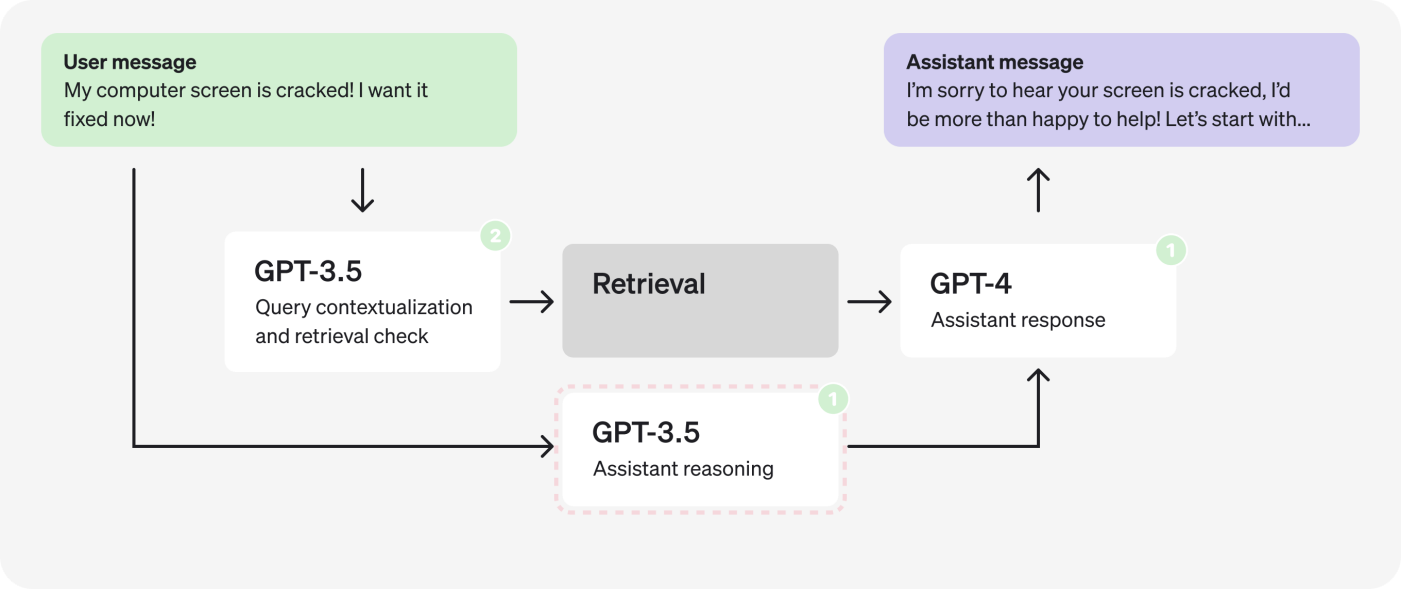 User message
My computer screen is cracked! I want it
fixed now!
Assistant message
I’m sorry to hear your screen is cracked, I’d
be more than happy to help! Let’s start with...
2
GPT-3.5
Query contextualization
and retrieval check
Retrieval
1
GPT-4
Assistant response
1
GPT-3.5
Assistant reasoning